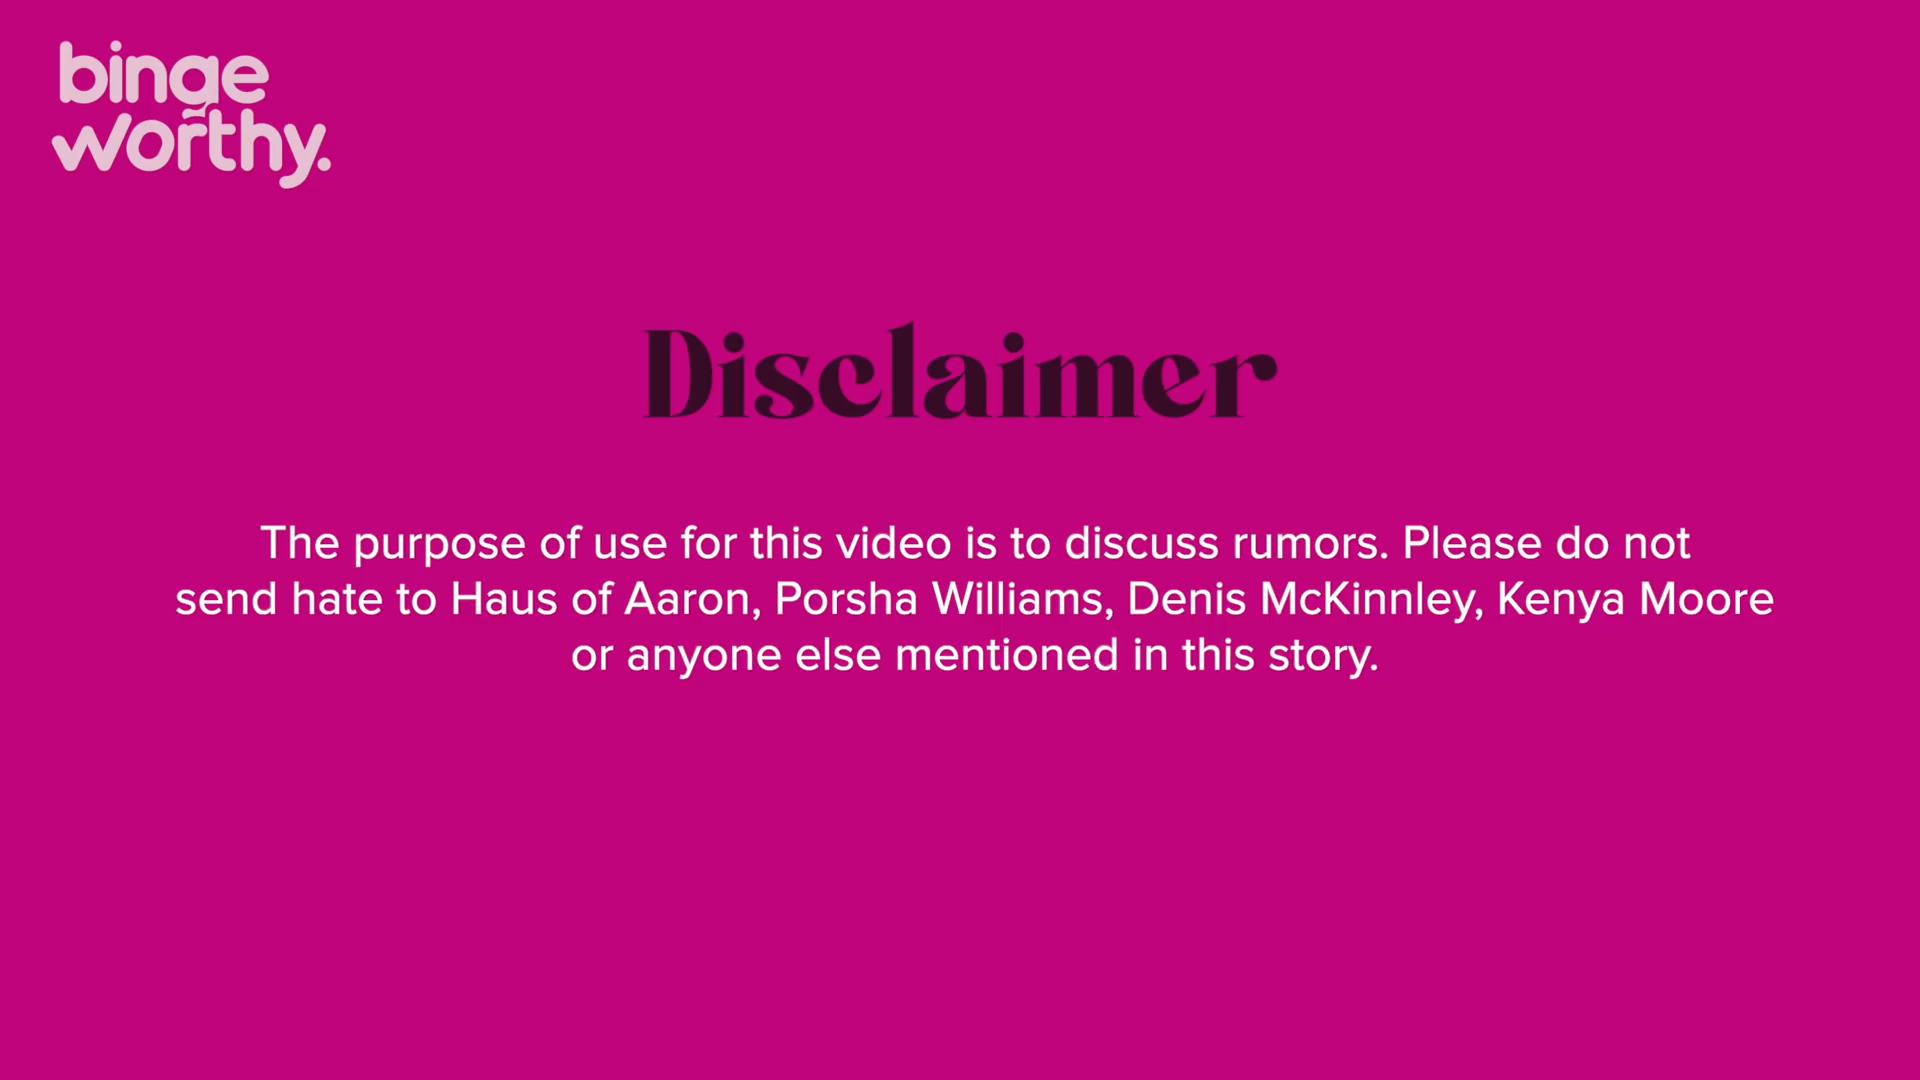 binge
worthy.
Disclaimer
The purpose of use for this video is to discuss rumors. Please do not
send hate to Haus of Aaron, Porsha Williams, Denis McKinnley, Kenya Moore
or anyone else mentioned in this story.